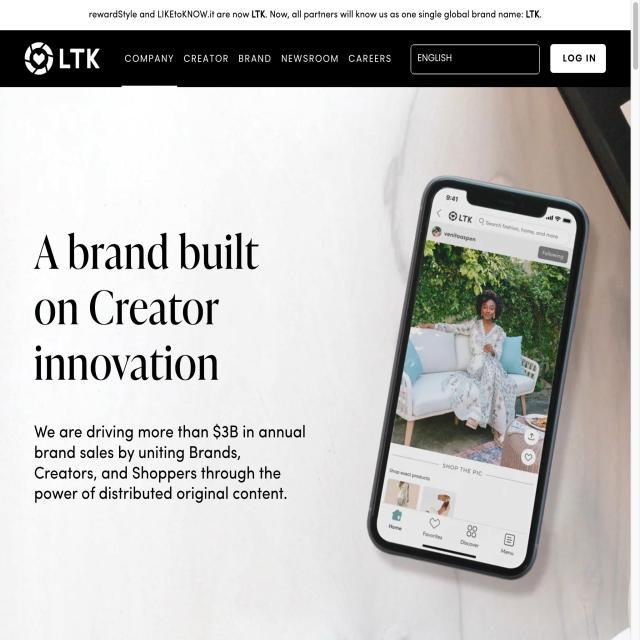 rewardStyle and LIKEtoKNOW.it are now LTK. Now, all partners will know us as one single global brand name: LTK.
LTK COMPANY CREATOR BRAND NEWSROOM CAREERS ENGLISH LOG IN
A brand built
on Creator
innovation
We are driving more than $3B in annual
brand sales by uniting Brands,
Creators, and Shoppers through the
power of distributed original content.
9:41
LTK Search fashion, home, and more
venitaaspen
Following
SHOP THE PIC
Shop exact products
Home Favorites Discover Menu